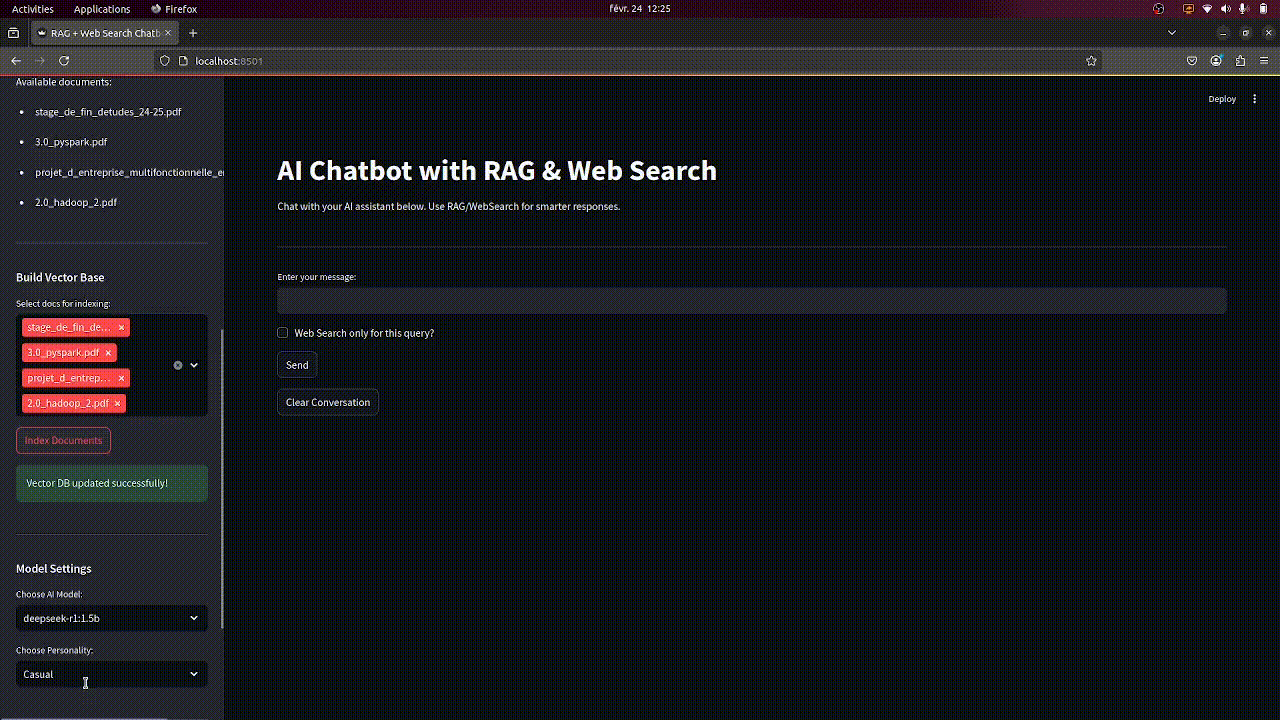 Activities Applications Firefox févr. 24 12:25
RAG + Web Search Chatb
localhost:8501
Available documents:
stage_de_fin_detudes_24-25.pdf
3.0_pyspark.pdf
projet_d_entreprise_multifonctionnelle_e
2.0_hadoop_2.pdf
Build Vector Base
Select docs for indexing:
stage_de_fin_de...
3.0_pyspark.pdf
projet_d_entrep...
2.0_hadoop_2.pdf
Index Documents
Vector DB updated successfully!
Model Settings
Choose AI Model:
deepseek-r1:1.5b
Choose Personality:
Casual
Deploy
AI Chatbot with RAG & Web Search
Chat with your AI assistant below. Use RAG/WebSearch for smarter responses.
Enter your message:
Web Search only for this query?
Send
Clear Conversation